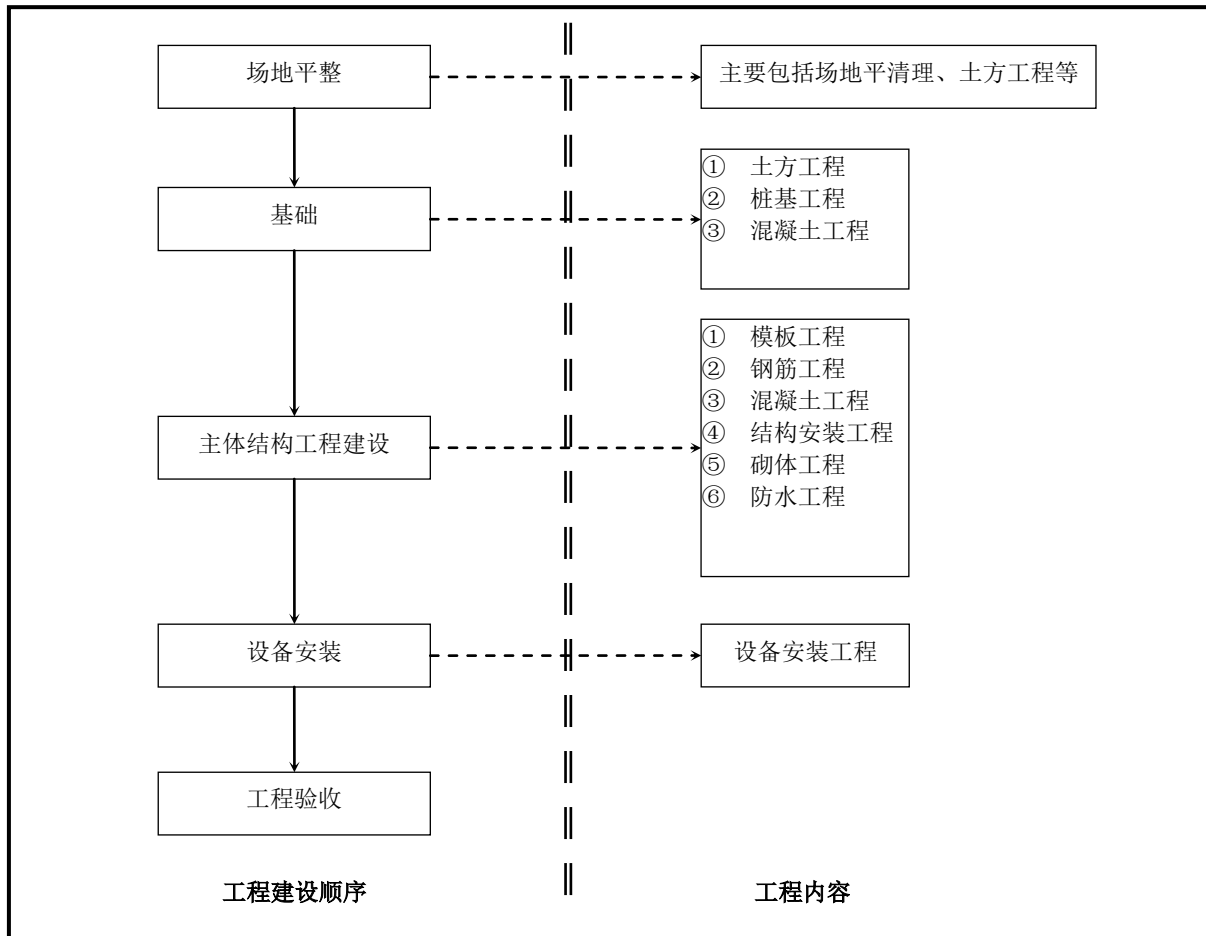 场地平整
主要包括场地平清理、土方工程等
基础
① 土方工程
② 桩基工程
③ 混凝土工程
主体结构工程建设
① 模板工程
② 钢筋工程
③ 混凝土工程
④ 结构安装工程
⑤ 砌体工程
⑥ 防水工程
设备安装
设备安装工程
工程验收
工程建设顺序
工程内容